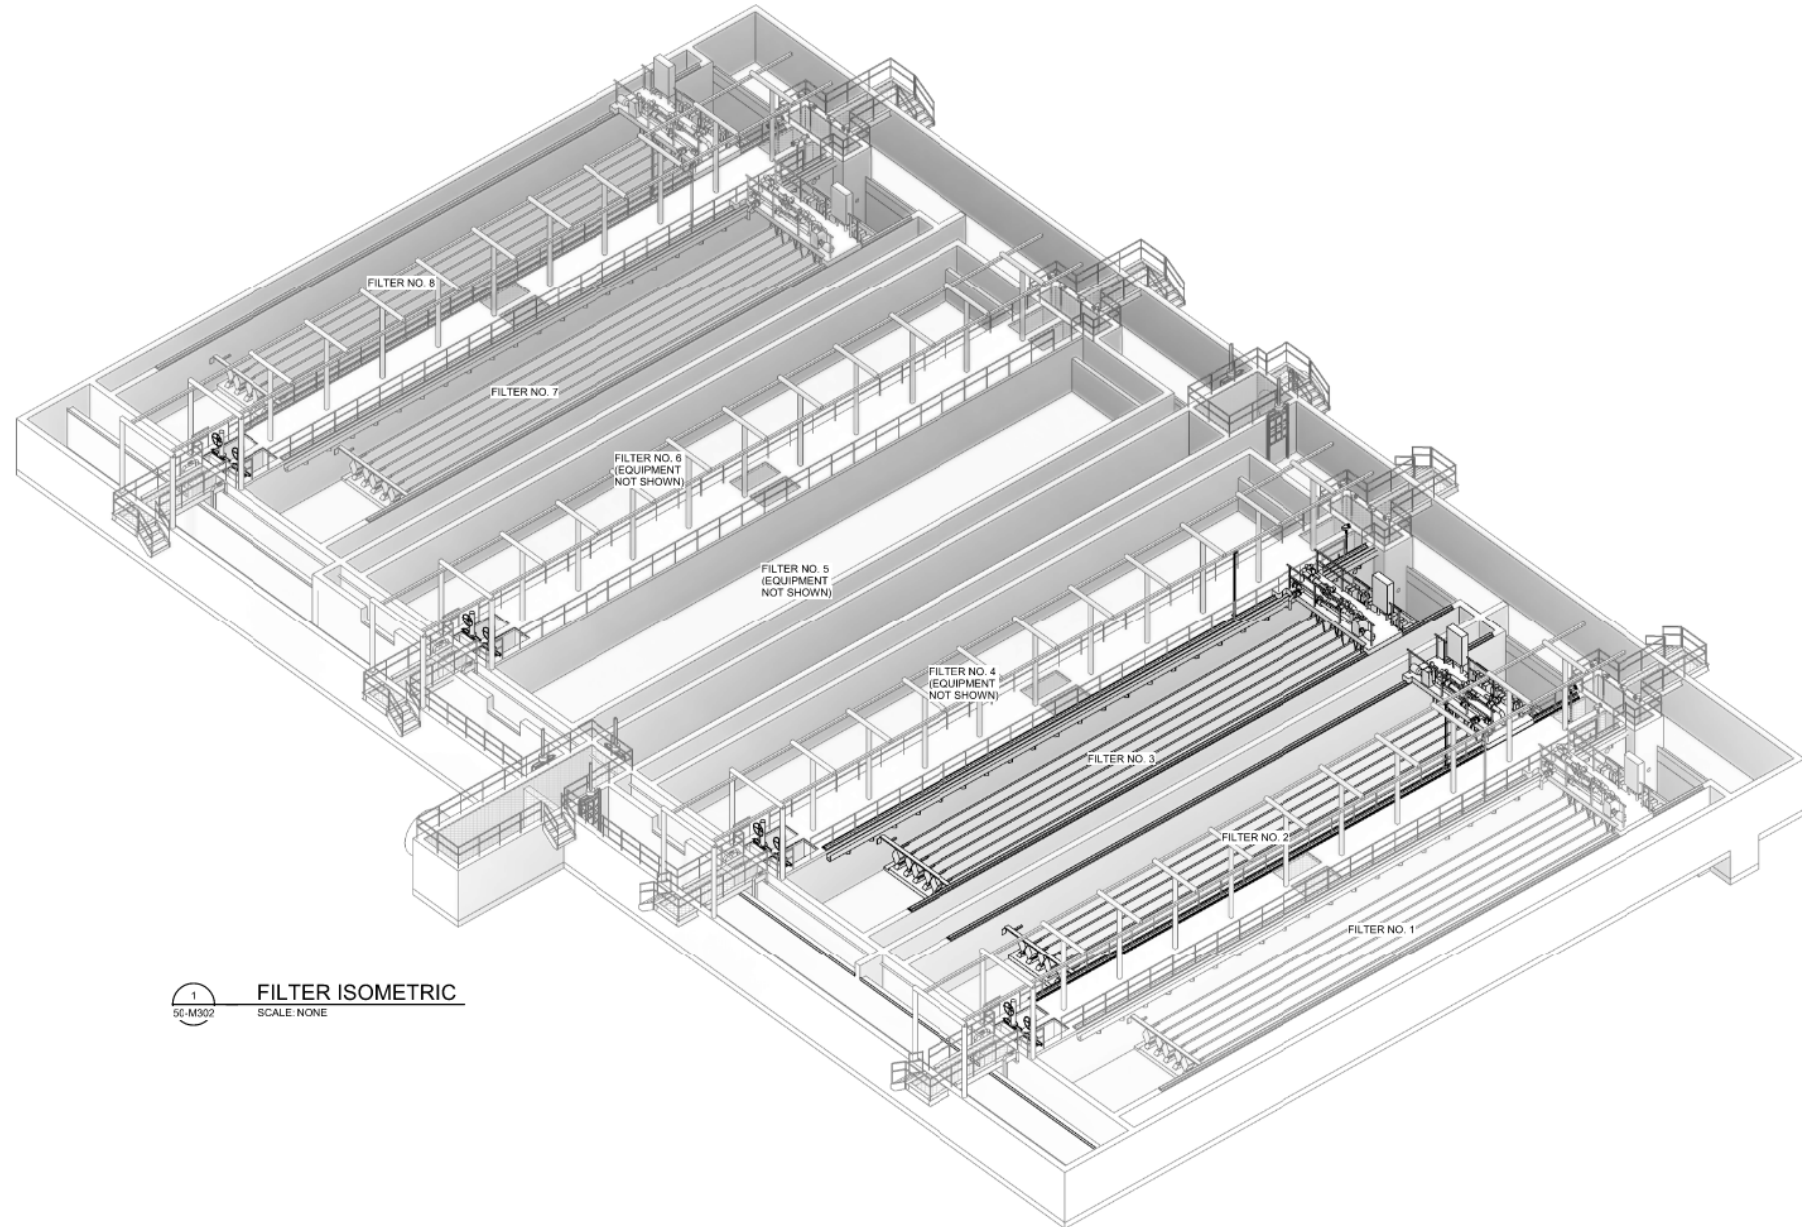 FILTER NO. 8
FILTER NO. 7
FILTER NO. 6
(EQUIPMENT
NOT SHOWN)
FILTER NO. 5
(EQUIPMENT
NOT SHOWN)
FILTER NO. 4
(EQUIPMENT
NOT SHOWN)
FILTER NO. 3
FILTER NO. 2
FILTER NO. 1
1
50-M302
FILTER ISOMETRIC
SCALE: NONE